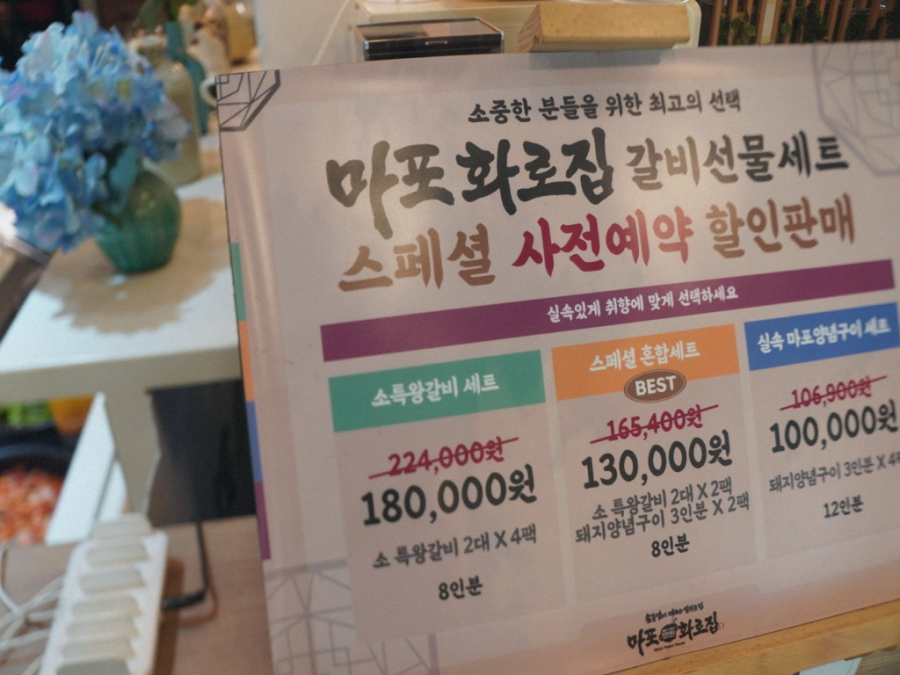 소중한 분들을 위한 최고의 선택
마포 화로집 갈비선물세트
스페셜 사전예약 할인판매
실속있게 취향에 맞게 선택하세요
소특왕갈비 세트
224,000원
180,000원
소 특왕갈비 2대 X 4팩
8인분
스페셜 혼합세트
BEST
165,400원
130,000원
소 특왕갈비 2대 X 2팩
돼지양념구이 3인분 X 2팩
8인분
실속 마포양념구이 세트
106,900원
100,000원
돼지양념구이 3인분 X 4
12인분
마포 화로집